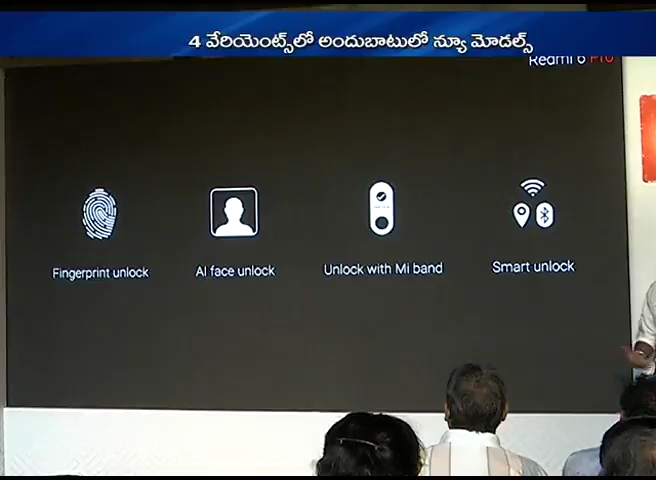 4 వేరియెంట్స్‌లో అందుబాటులో న్యూ మోడల్స్
Redmi 6 Pro
Fingerprint unlock
AI face unlock
Unlock with Mi band
Smart unlock